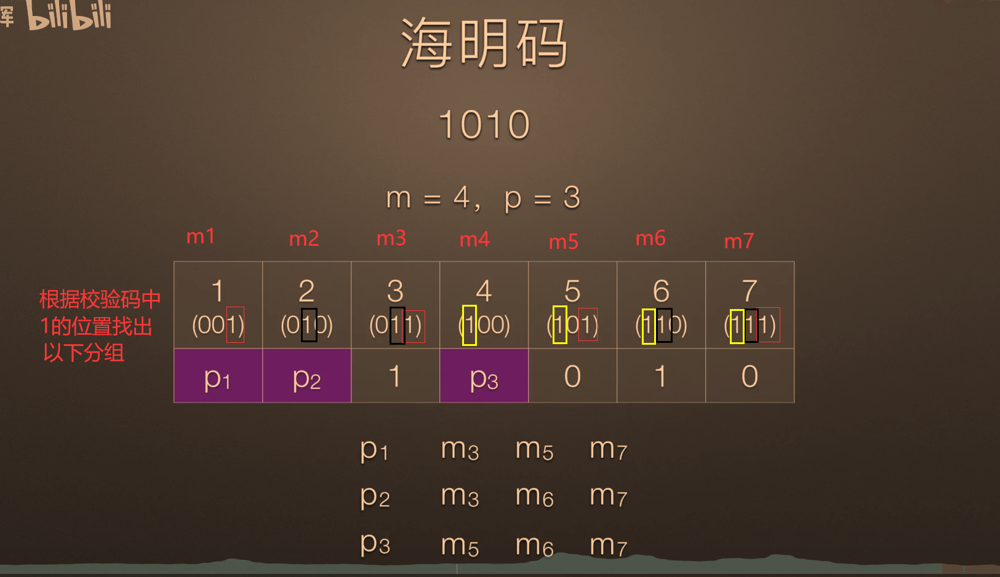 挥 bilibili
海明码
1010
m = 4, p = 3
m1 m2 m3 m4 m5 m6 m7
1 2 3 4 5 6 7
(001) (010) (011) (100) (101) (110) (111)
p₁ p₂ 1 p₃ 0 1 0
根据校验码中
1的位置找出
以下分组
p₁ m₃ m₅ m₇
p₂ m₃ m₆ m₇
p₃ m₅ m₆ m₇